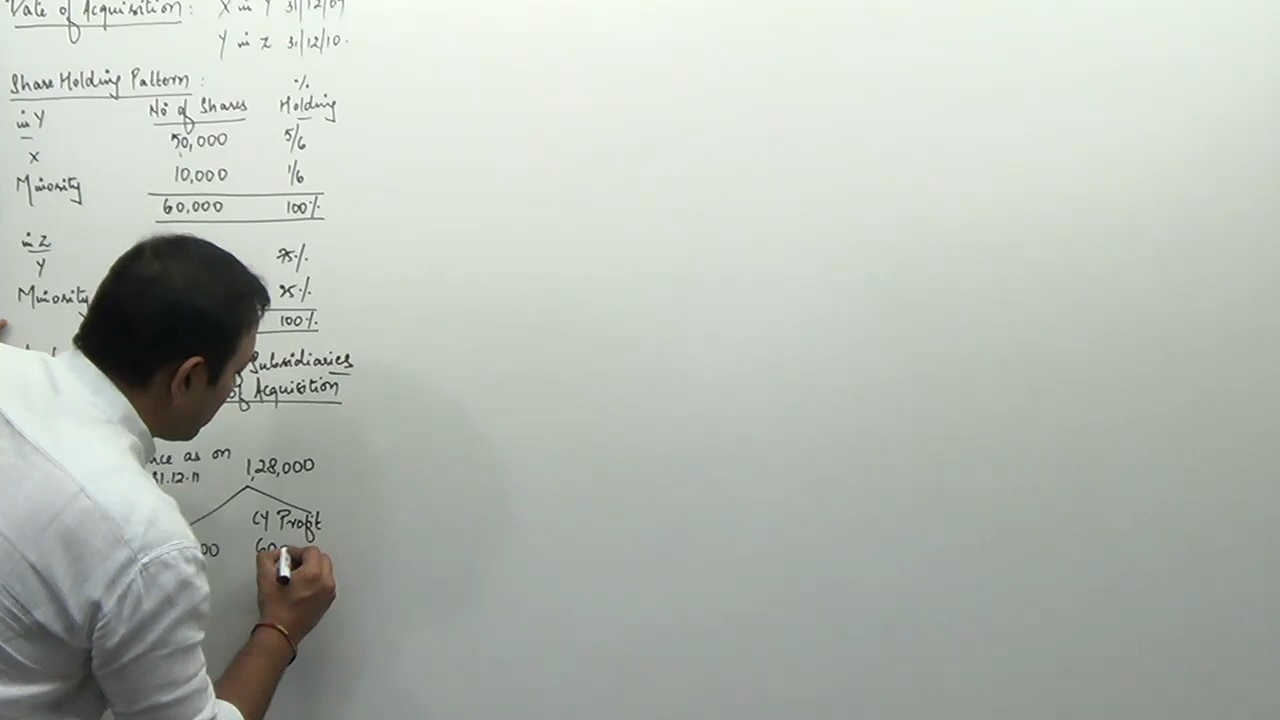 Date of Acquisition : X in Y 31/12/09
Y in Z 31/12/10.
Share Holding Pattern : %
in Y No of Shares Holding
X 50,000 5/6
Minority 10,000 1/6
60,000 100%
in Z
Y 75%
Minority 25%
100%
Subsidiaries
of Acquisition
as on 1,28,000
31.12.11
CY Profit
00 60